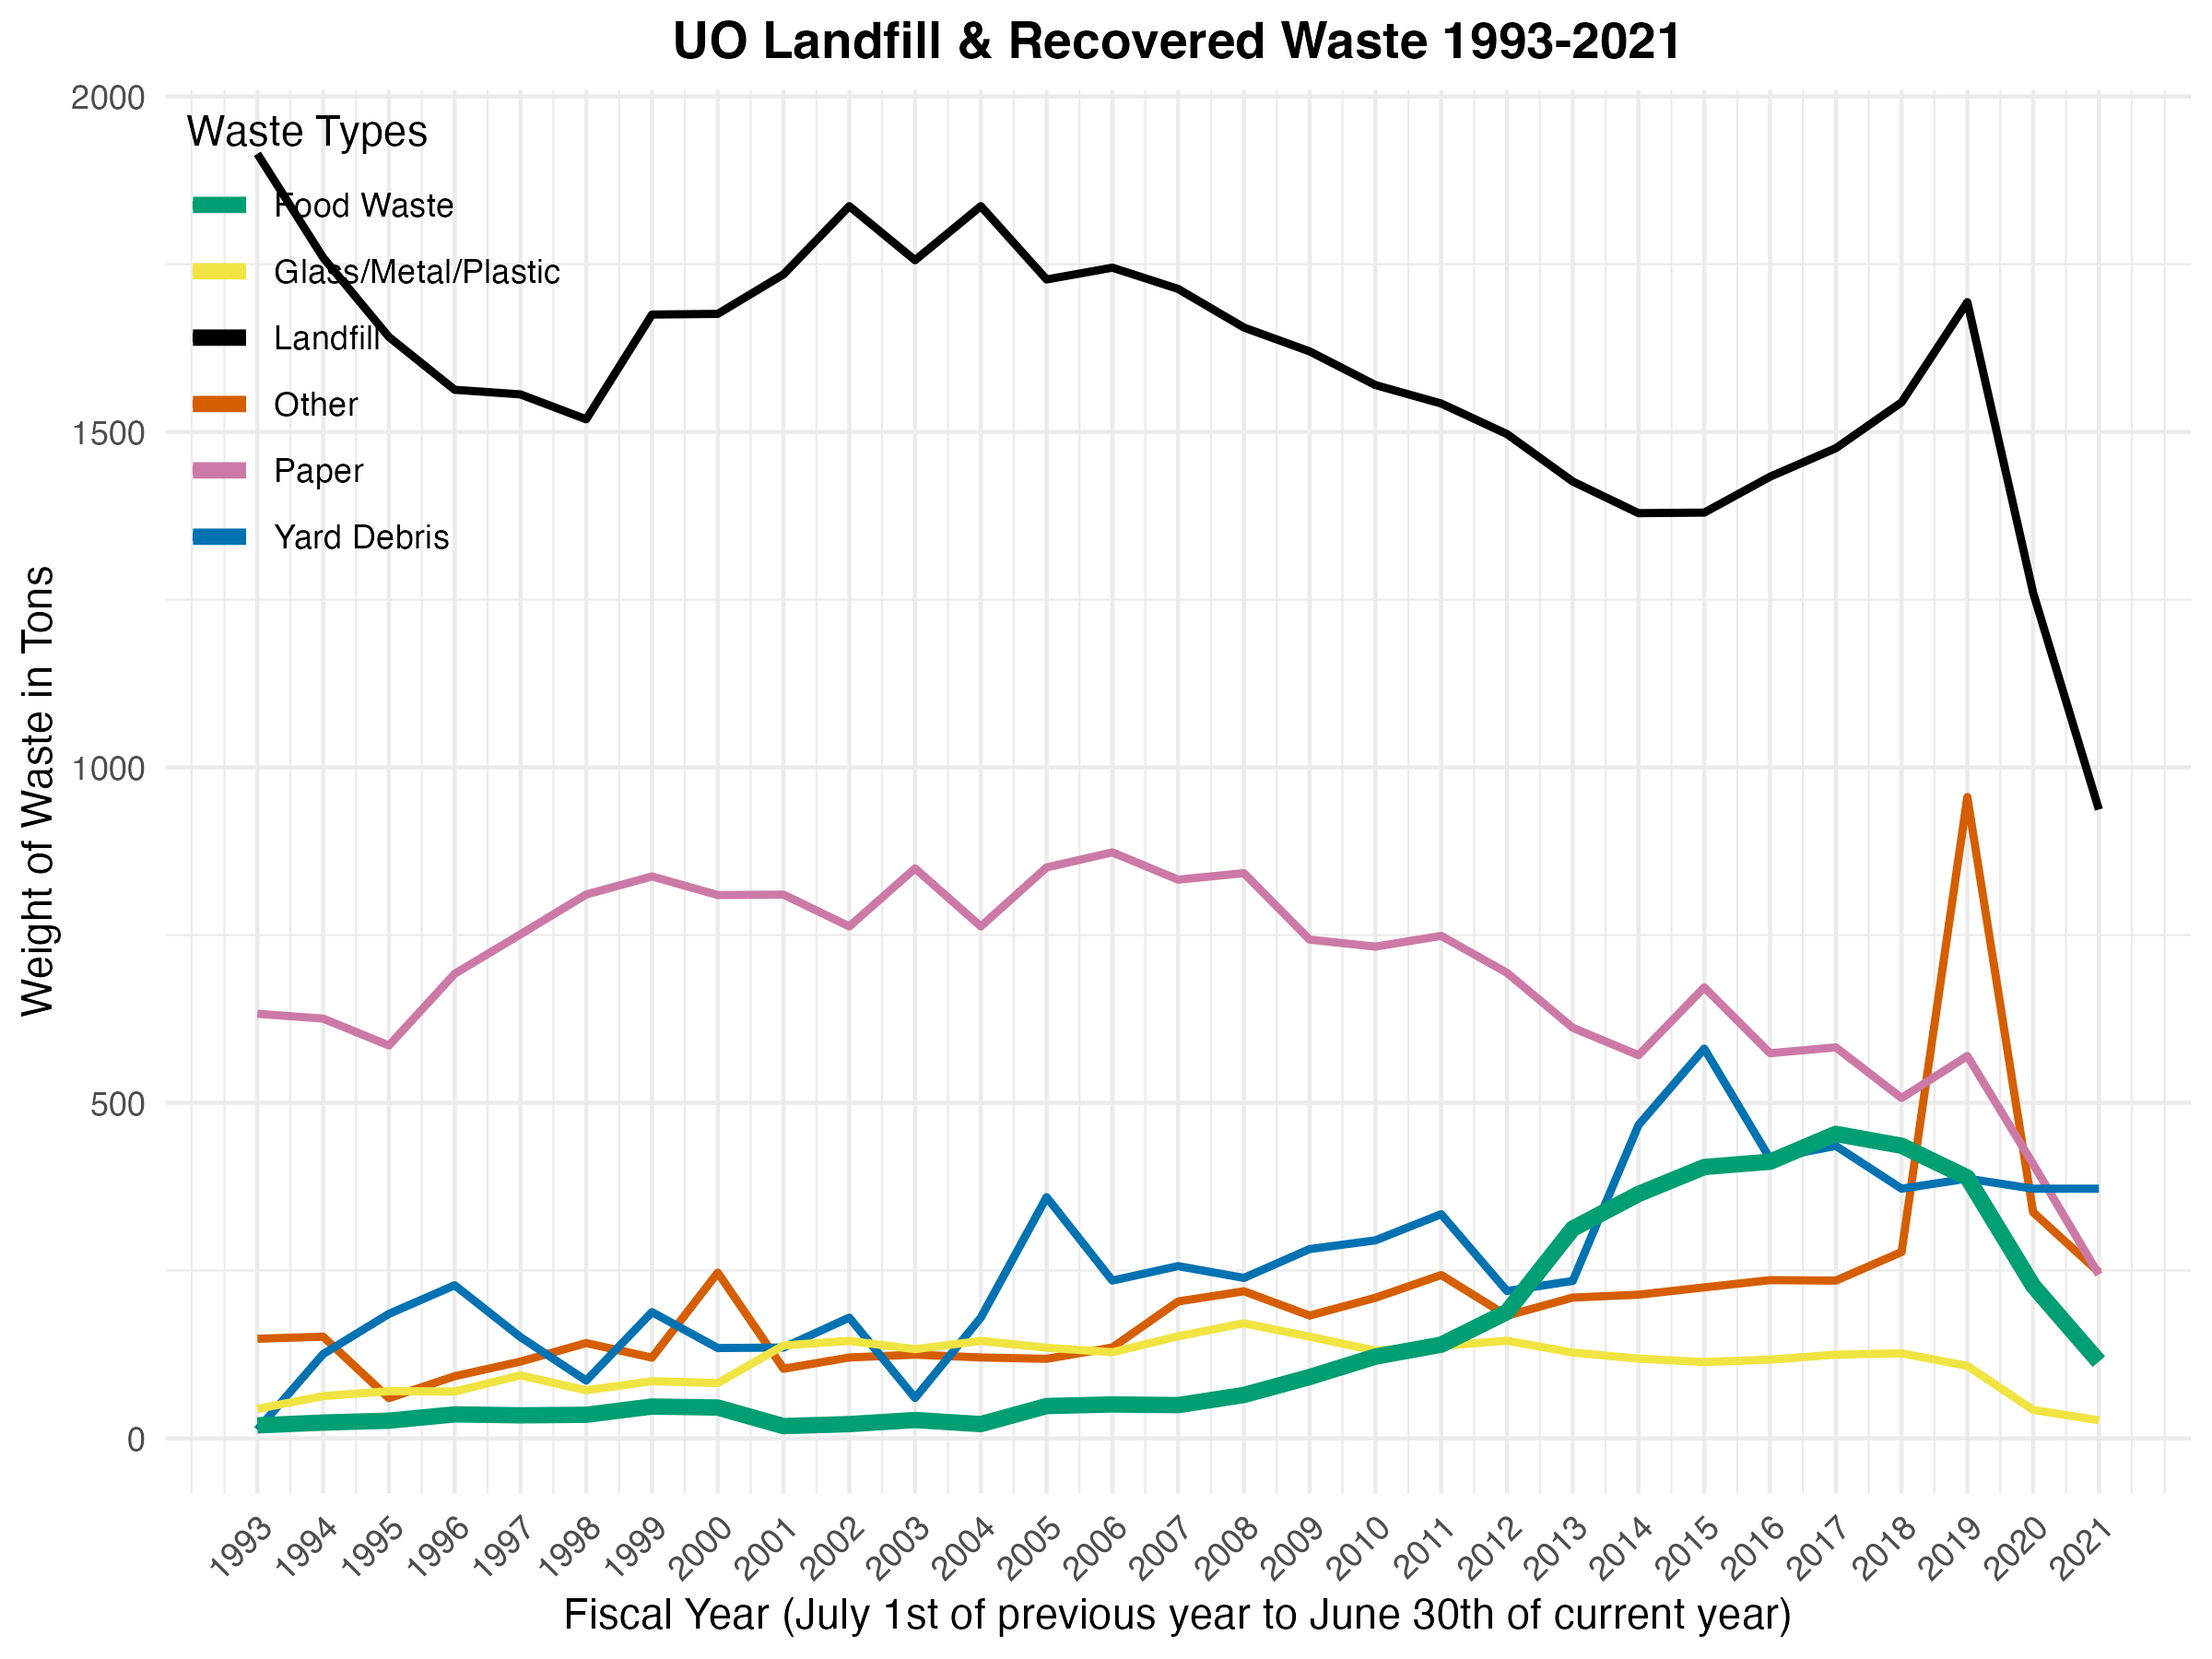 UO Landfill & Recovered Waste 1993-2021
Waste Types
Food Waste
Glass/Metal/Plastic
Landfill
Other
Paper
Yard Debris
Weight of Waste in Tons
2000
1500
1000
500
0
1993 1994 1995 1996 1997 1998 1999 2000 2001 2002 2003 2004 2005 2006 2007 2008 2009 2010 2011 2012 2013 2014 2015 2016 2017 2018 2019 2020 2021
Fiscal Year (July 1st of previous year to June 30th of current year)